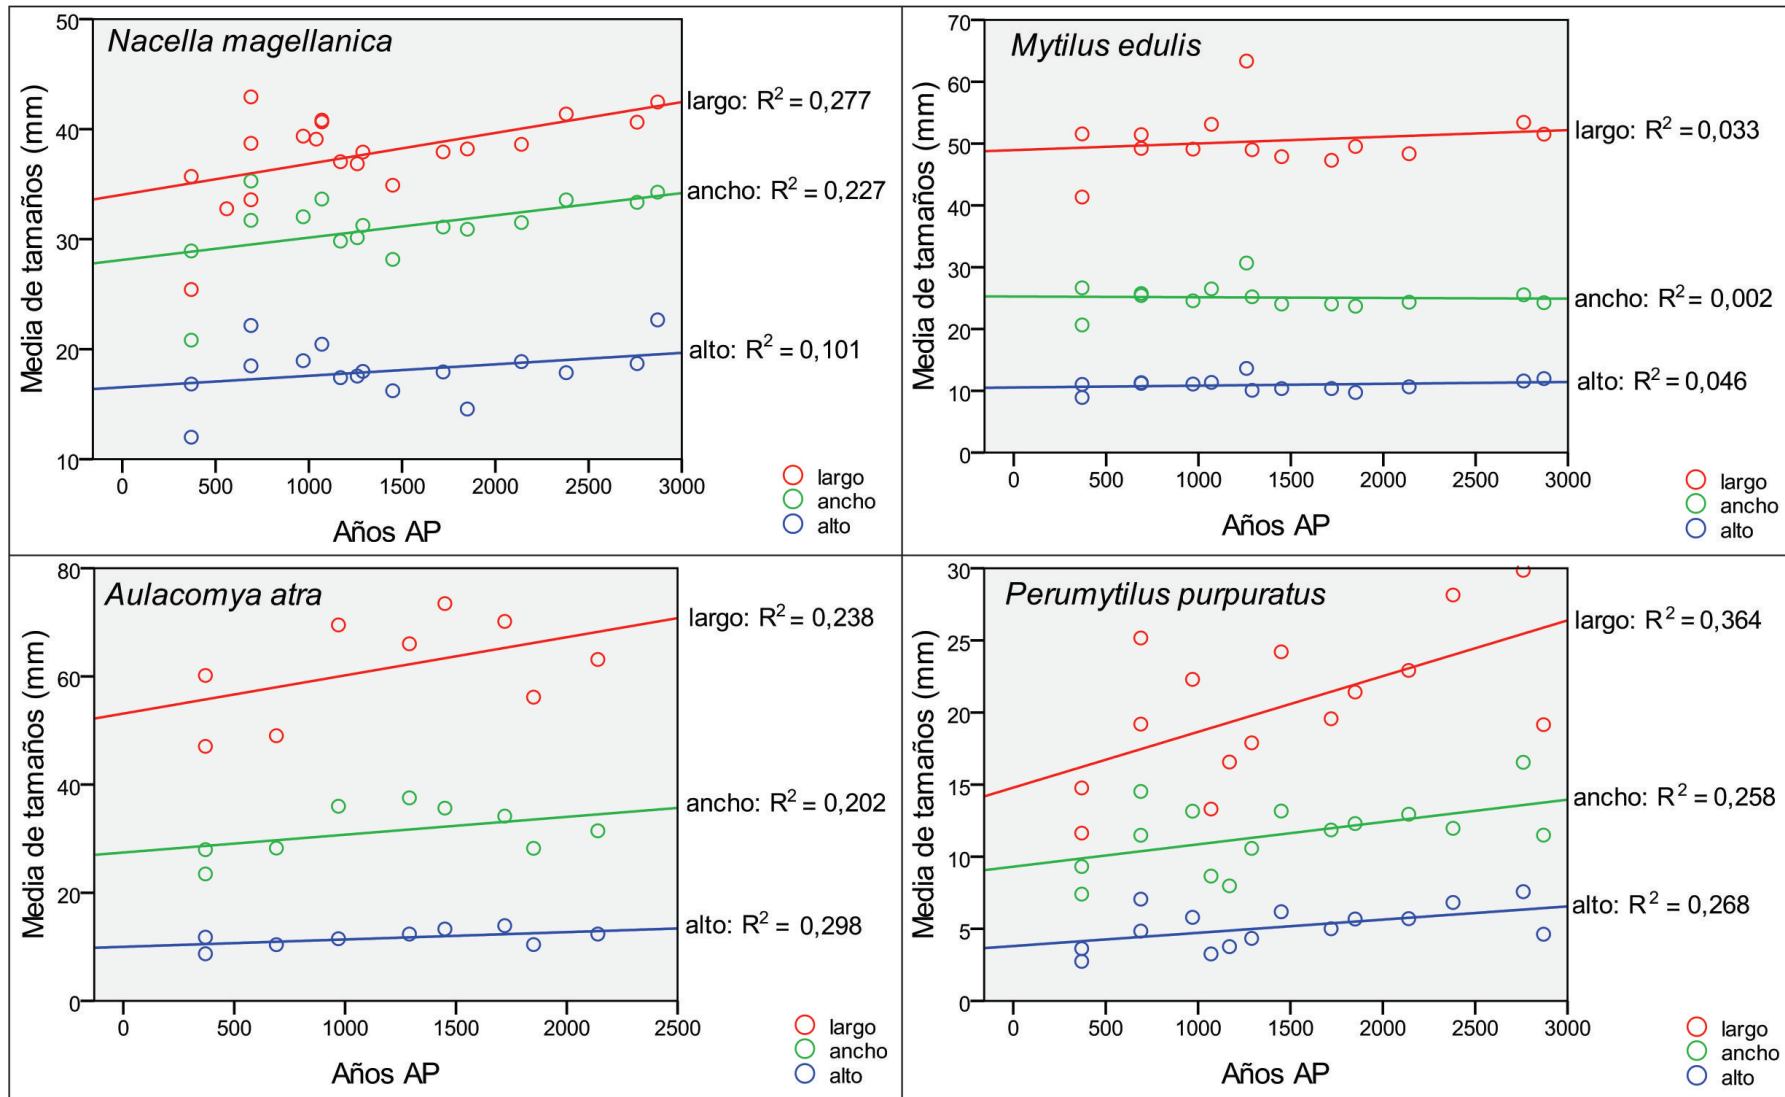 Nacella magellanica
Media de tamaños (mm)
50
40
30
20
10
0 500 1000 1500 2000 2500 3000
Años AP
largo: R² = 0,277
ancho: R² = 0,227
alto: R² = 0,101
largo
ancho
alto
Mytilus edulis
Media de tamaños (mm)
70
60
50
40
30
20
10
0
0 500 1000 1500 2000 2500 3000
Años AP
largo: R² = 0,033
ancho: R² = 0,002
alto: R² = 0,046
largo
ancho
alto
Aulacomya atra
Media de tamaños (mm)
80
60
40
20
0
0 500 1000 1500 2000 2500
Años AP
largo: R² = 0,238
ancho: R² = 0,202
alto: R² = 0,298
largo
ancho
alto
Perumytilus purpuratus
Media de tamaños (mm)
30
25
20
15
10
5
0
0 500 1000 1500 2000 2500 3000
Años AP
largo: R² = 0,364
ancho: R² = 0,258
alto: R² = 0,268
largo
ancho
alto